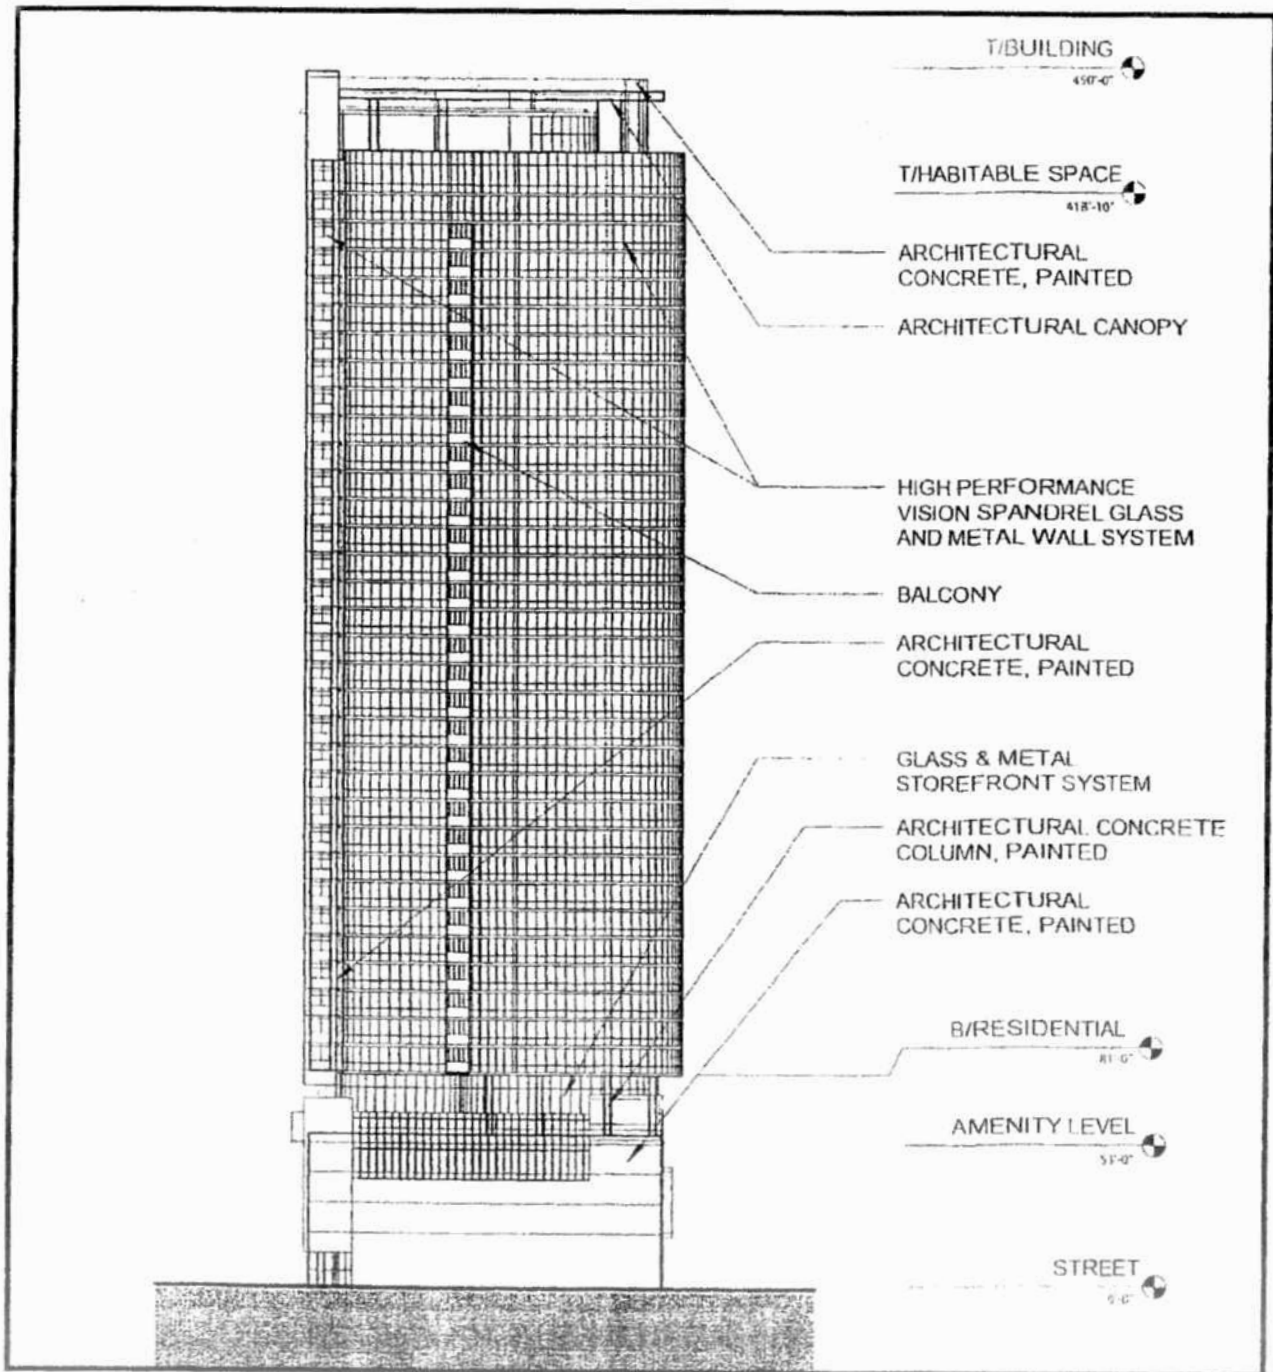 T/BUILDING
T/HABITABLE SPACE
418'-10"
ARCHITECTURAL
CONCRETE, PAINTED
ARCHITECTURAL CANOPY
HIGH PERFORMANCE
VISION SPANDREL GLASS
AND METAL WALL SYSTEM
BALCONY
ARCHITECTURAL
CONCRETE, PAINTED
GLASS & METAL
STOREFRONT SYSTEM
ARCHITECTURAL CONCRETE
COLUMN, PAINTED
ARCHITECTURAL
CONCRETE, PAINTED
B/RESIDENTIAL
AMENITY LEVEL
STREET